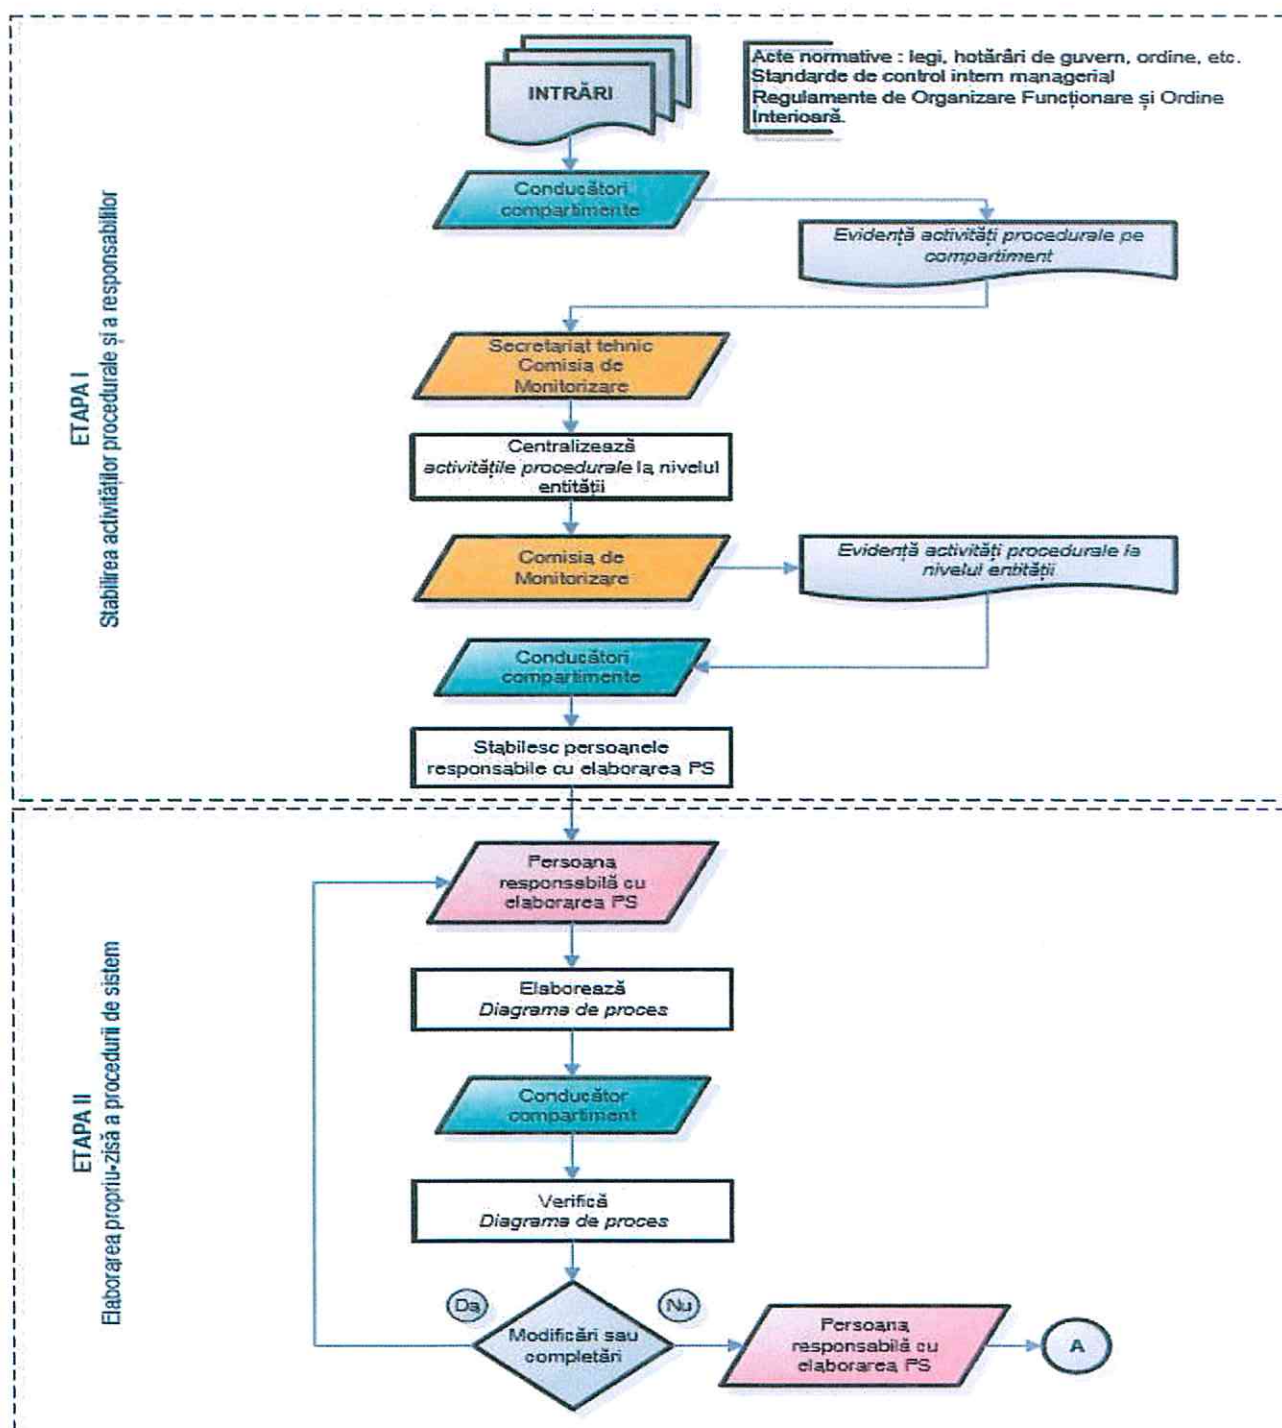 INTRĂRI
Acte normative : legi, hotărâri de guvern, ordine, etc.
Standarde de control intern managerial
Regulamente de Organizare Funcționare și Ordine
Interioară.
Conducători
compartimente
Evidență activități procedurale pe
compartiment
Secretariat tehnic
Comisia de
Monitorizare
Centralizează
activitățile procedurale la nivelul
entității
Comisia de
Monitorizare
Evidență activități procedurale la
nivelul entității
Conducători
compartimente
Stabilesc persoanele
responsabile cu elaborarea PS
ETAPA I
Stabilirea activităților procedurale și a responsabililor
Persoana
responsabilă cu
elaborarea PS
Elaborează
Diagrama de proces
Conducător
compartiment
Verifică
Diagrama de proces
Da
Modificări sau
completări
Nu
Persoana
responsabilă cu
elaborarea PS
A
ETAPA II
Elaborarea propriu-zisă a procedurii de sistem